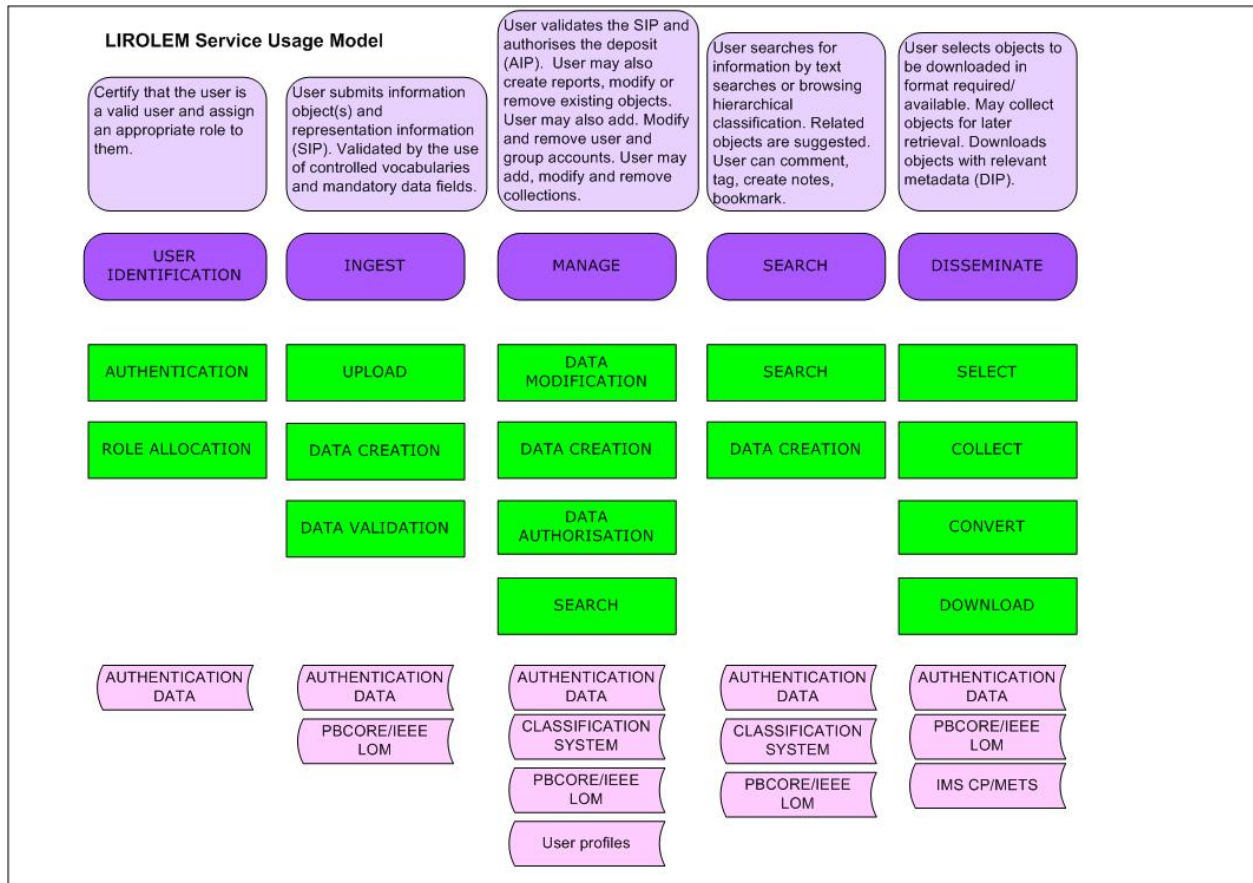 LIROLEM Service Usage Model
Certify that the user is
a valid user and assign
an appropriate role to
them.
User submits information
object(s) and
representation information
(SIP). Validated by the use
of controlled vocabularies
and mandatory data fields.
User validates the SIP and
authorises the deposit
(AIP).  User may also
create reports, modify or
remove existing objects.
User may also add. Modify
and remove user and
group accounts. User may
add, modify and remove
collections.
User searches for
information by text
searches or browsing
hierarchical
classification. Related
objects are suggested.
User can comment,
tag, create notes,
bookmark.
User selects objects to
be downloaded in
format required/
available. May collect
objects for later
retrieval. Downloads
objects with relevant
metadata (DIP).
USER
IDENTIFICATION
INGEST
MANAGE
SEARCH
DISSEMINATE
AUTHENTICATION
UPLOAD
DATA
MODIFICATION
SEARCH
SELECT
ROLE ALLOCATION
DATA CREATION
DATA CREATION
DATA CREATION
COLLECT
DATA VALIDATION
DATA
AUTHORISATION
CONVERT
SEARCH
DOWNLOAD
AUTHENTICATION
DATA
AUTHENTICATION
DATA
AUTHENTICATION
DATA
AUTHENTICATION
DATA
AUTHENTICATION
DATA
PBCORE/IEEE
LOM
CLASSIFICATION
SYSTEM
CLASSIFICATION
SYSTEM
PBCORE/IEEE
LOM
PBCORE/IEEE
LOM
PBCORE/IEEE
LOM
IMS CP/METS
User profiles